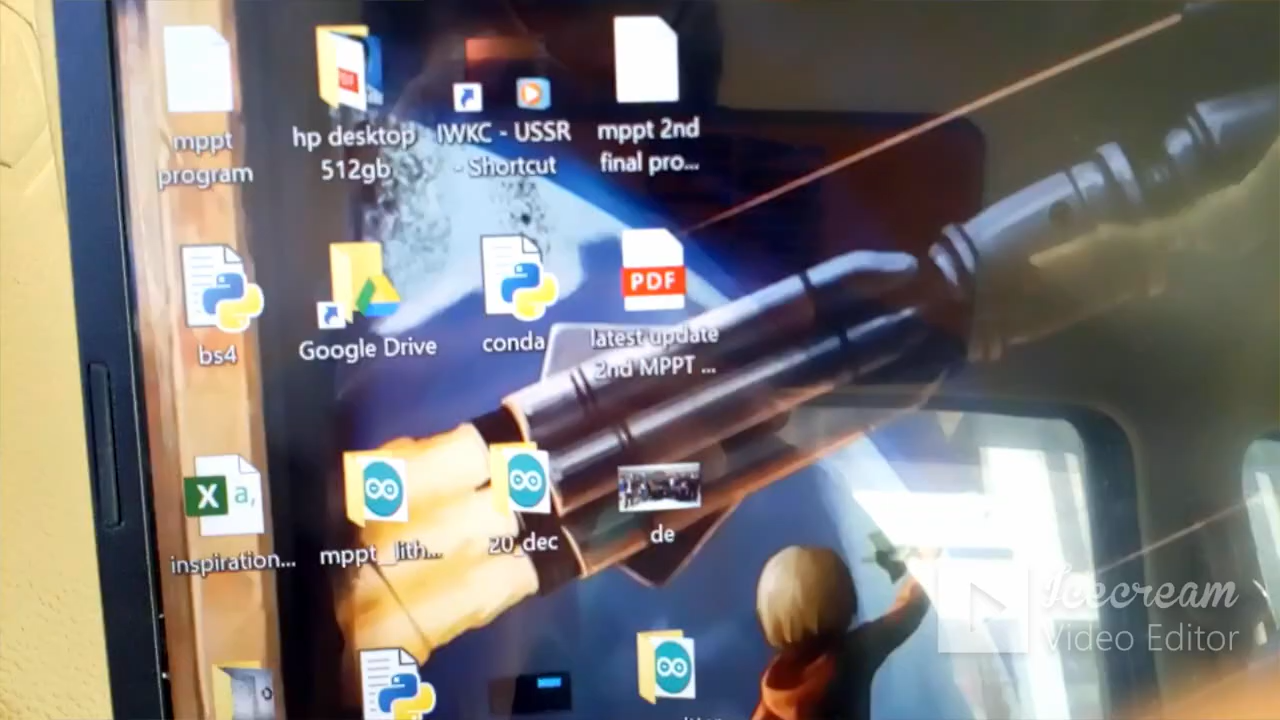 mppt
program
hp desktop
512gb
IWKC - USSR
- Shortcut
mppt 2nd
final pro...
bs4
Google Drive
conda
PDF
latest update
2nd MPPT ...
X a,
inspiration...
mppt_lith...
20_dec
de
Icecream
Video Editor